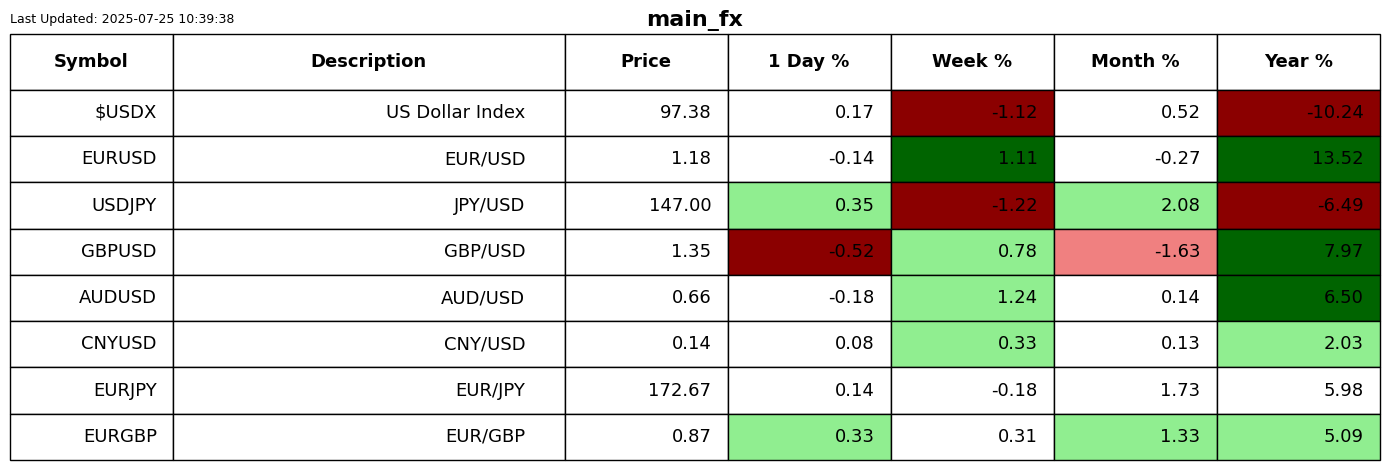 Last Updated: 2025-07-25 10:39:38
main_fx
Symbol Description Price 1 Day % Week % Month % Year %
$USDX US Dollar Index 97.38 0.17 -1.12 0.52 -10.24
EURUSD EUR/USD 1.18 -0.14 1.11 -0.27 13.52
USDJPY JPY/USD 147.00 0.35 -1.22 2.08 -6.49
GBPUSD GBP/USD 1.35 -0.52 0.78 -1.63 7.97
AUDUSD AUD/USD 0.66 -0.18 1.24 0.14 6.50
CNYUSD CNY/USD 0.14 0.08 0.33 0.13 2.03
EURJPY EUR/JPY 172.67 0.14 -0.18 1.73 5.98
EURGBP EUR/GBP 0.87 0.33 0.31 1.33 5.09